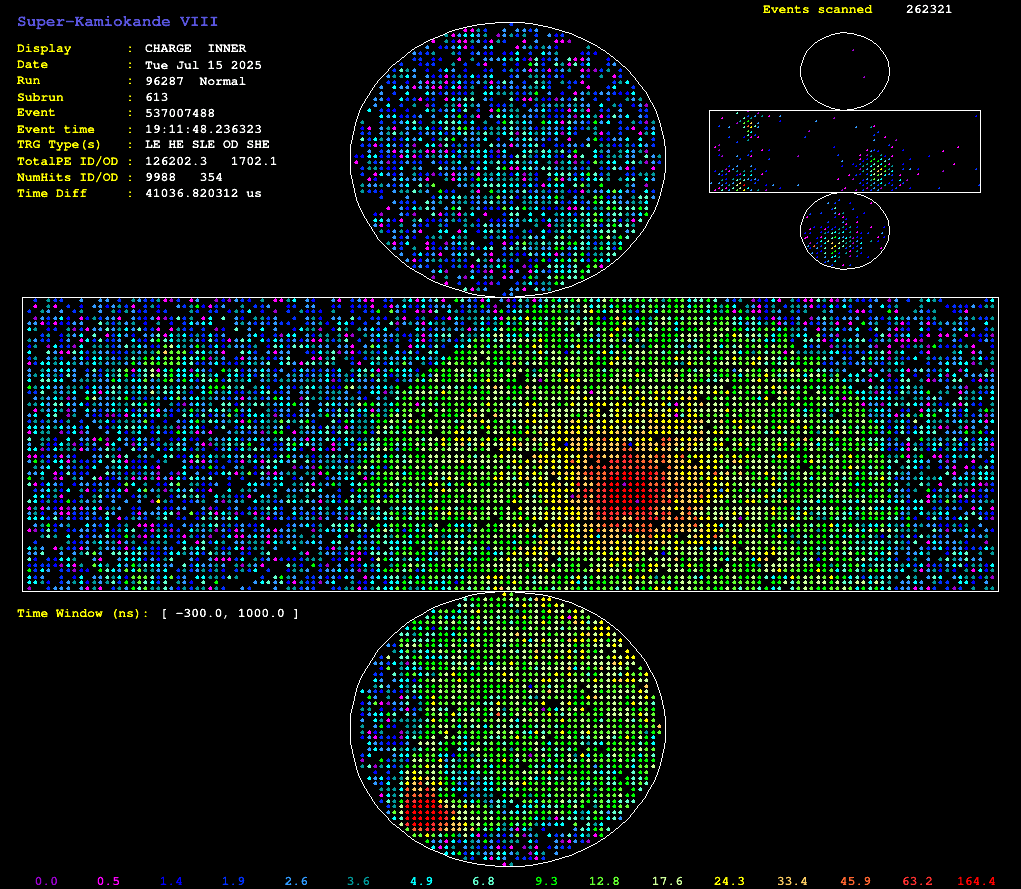 Super-Kamiokande VIII
Events scanned 262321
Display : CHARGE INNER
Date : Tue Jul 15 2025
Run : 96287 Normal
Subrun : 613
Event : 537007488
Event time : 19:11:48.236323
TRG Type(s) : LE HE SLE OD SHE
TotalPE ID/OD : 126202.3 1702.1
NumHits ID/OD : 9988 354
Time Diff : 41036.820312 us
Time Window (ns): [ -300.0, 1000.0 ]
0.0 0.5 1.4 1.9 2.6 3.6 4.9 6.8 9.3 12.8 17.6 24.3 33.4 45.9 63.2 164.4